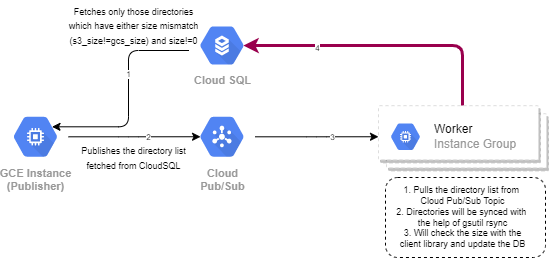 Fetches only those directories
which have either size mismatch
(s3_size!=gcs_size) and size!=0
4
Cloud SQL
1
Worker
Instance Group
2
3
Publishes the directory list
fetched from CloudSQL
GCE Instance
(Publisher)
Cloud
Pub/Sub
1. Pulls the directory list from
Cloud Pub/Sub Topic
2. Directories will be synced with
the help of gsutil rsync
3. Will check the size with the
client library and update the DB